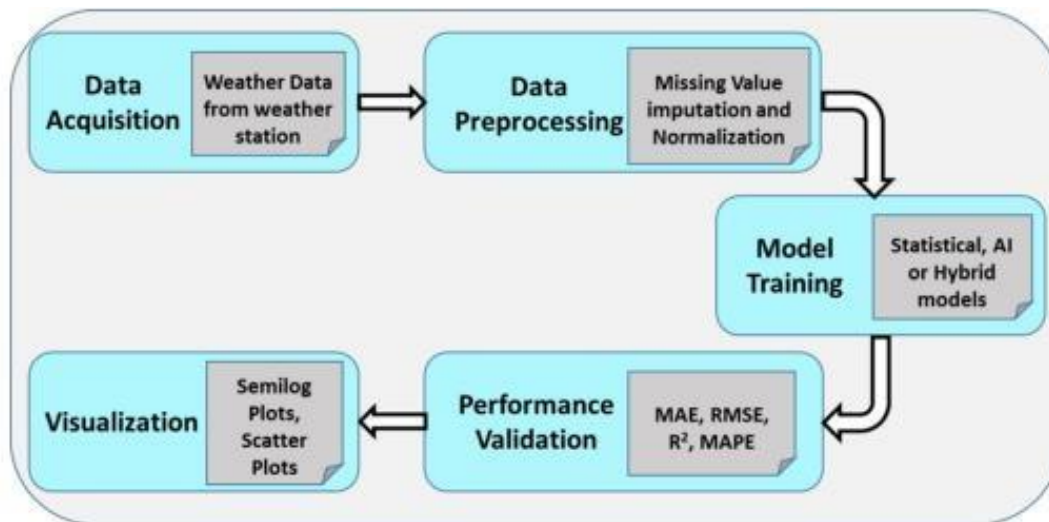 Data
Acquisition
Weather Data
from weather
station
Data
Preprocessing
Missing Value
imputation and
Normalization
Model
Training
Statistical, AI
or Hybrid
models
Performance
Validation
MAE, RMSE,
R², MAPE
Visualization
Semilog
Plots,
Scatter
Plots